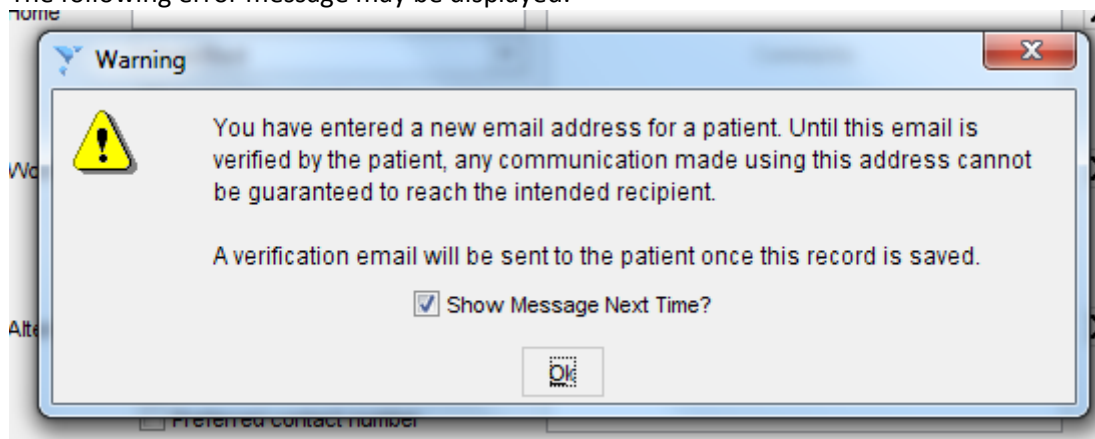 The following error message may be displayed.
Home
Warning
You have entered a new email address for a patient. Until this email is
verified by the patient, any communication made using this address cannot
be guaranteed to reach the intended recipient.
A verification email will be sent to the patient once this record is saved.
Show Message Next Time?
Ok
Preferred contact number